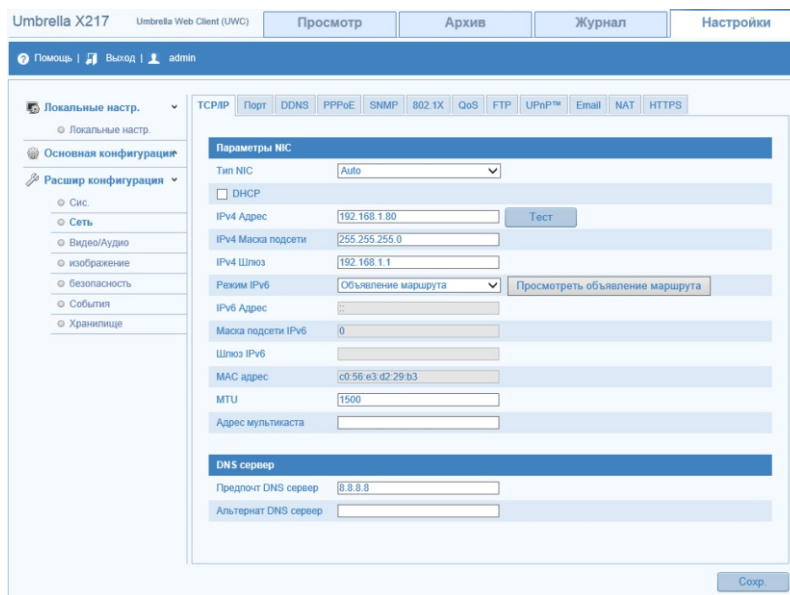 Umbrella X217 Umbrella Web Client (UWC) Просмотр Архив Журнал Настройки
Помощь | Выход | admin
Локальные настр.
Локальные настр.
Основная конфигурация
Расшир конфигурация
Сис.
Сеть
Видео/Аудио
изображение
безопасность
События
Хранилище
TCP/IP Порт DDNS PPPoE SNMP 802.1X QoS FTP UPnP™ Email NAT HTTPS
Параметры NIC
Тип NIC Auto
DHCP
IPv4 Адрес 192.168.1.80 Тест
IPv4 Маска подсети 255.255.255.0
IPv4 Шлюз 192.168.1.1
Режим IPv6 Объявление маршрута Просмотреть объявление маршрута
IPv6 Адрес ::
Маска подсети IPv6 0
Шлюз IPv6
MAC адрес c0:56:e3:d2:29:b3
MTU 1500
Адрес мультикаста
DNS сервер
Предпочт DNS сервер 8.8.8.8
Альтернат DNS сервер
Сохр.